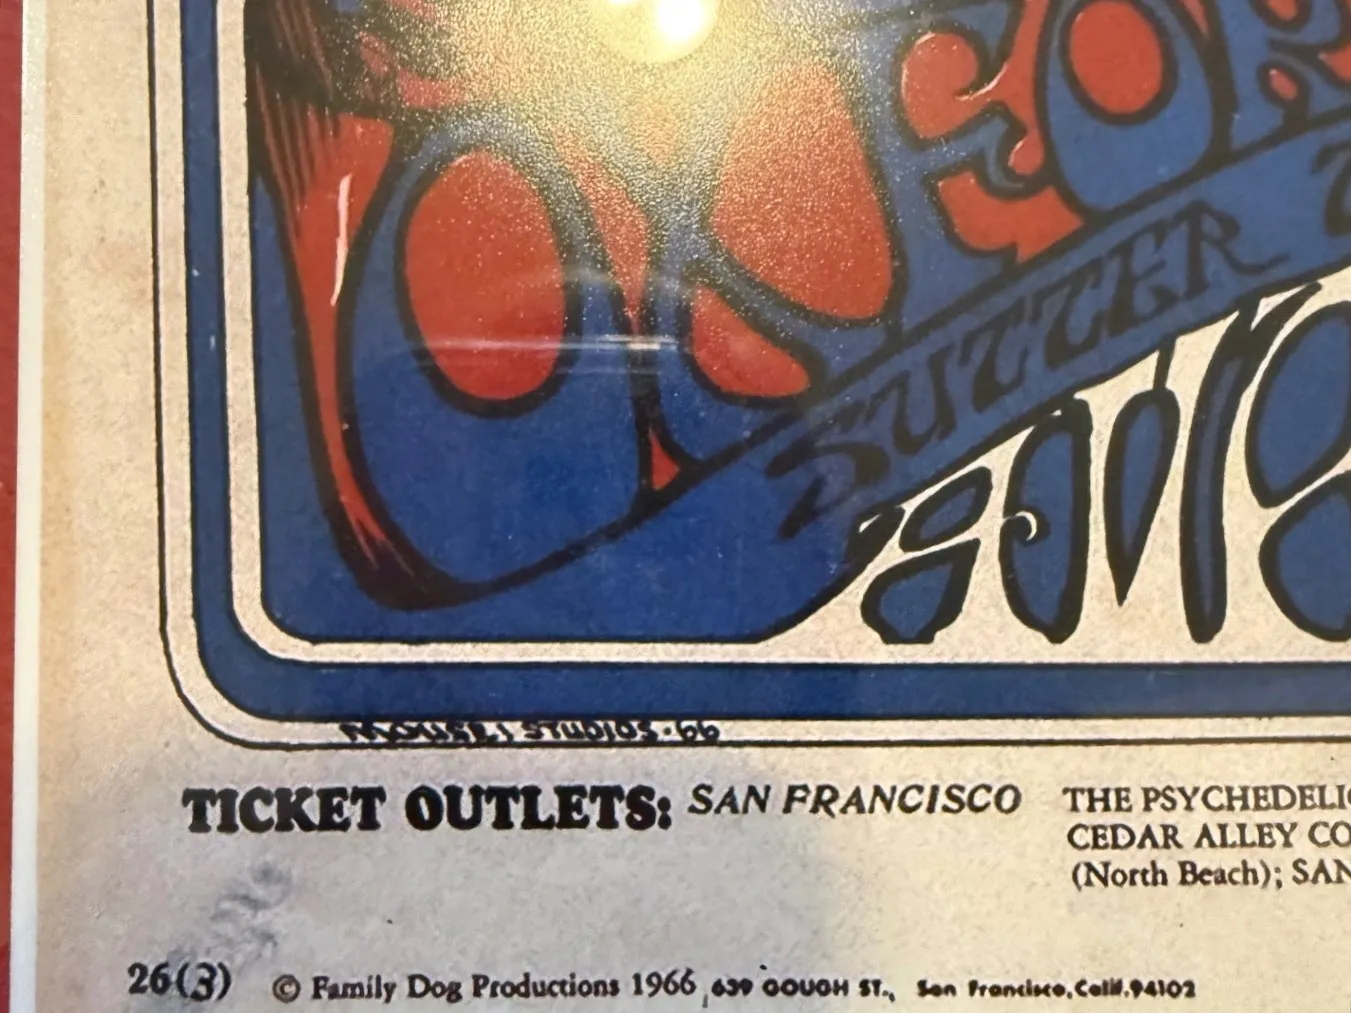 SUTTER
MOUSE STUDIOS · 66
TICKET OUTLETS: SAN FRANCISCO
THE PSYCHEDELI
CEDAR ALLEY CO
(North Beach); SAN
26(3) © Family Dog Productions 1966, 639 GOUGH ST., San Francisco, Calif. 94102